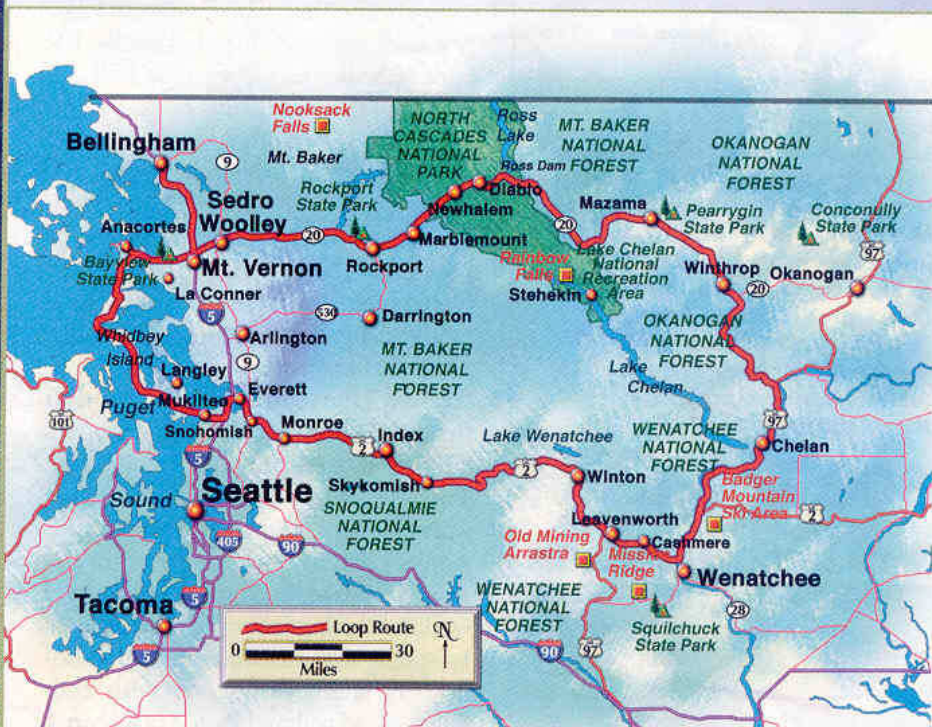 Nooksack
Falls
NORTH
CASCADES
NATIONAL
PARK
Ross
Lake
MT. BAKER
NATIONAL
FOREST
OKANOGAN
NATIONAL
FOREST
Bellingham
9
Mt. Baker
Ross Dam
Diablo
Rockport
State Park
Newhalem
Sedro
Woolley
20
Mazama
Pearrygin
State Park
Conconully
State Park
Anacortes
Marblemount
20
97
Bayview
State Park
Mt. Vernon
Rockport
Rainbow
Falls
Lake Chelan
National
Recreation
Area
Winthrop
Okanogan
20
La Conner
Stehekin
5
530
Darrington
Arlington
OKANOGAN
NATIONAL
FOREST
Whidbey
Island
9
MT. BAKER
NATIONAL
FOREST
Langley
Everett
Lake
Chelan
Puget
Mukilteo
101
97
Snohomish
Monroe
2
Index
Lake Wenatchee
WENATCHEE
NATIONAL
FOREST
Chelan
5
2
Winton
Sound
Seattle
Skykomish
SNOQUALMIE
NATIONAL
FOREST
Badger
Mountain
Ski Area
2
405
90
Leavenworth
Cashmere
Old Mining
Arrastra
Mission
Ridge
Wenatchee
Tacoma
5
WENATCHEE
NATIONAL
FOREST
28
Squilchuck
State Park
Loop Route
N
0
30
Miles
5
90
97